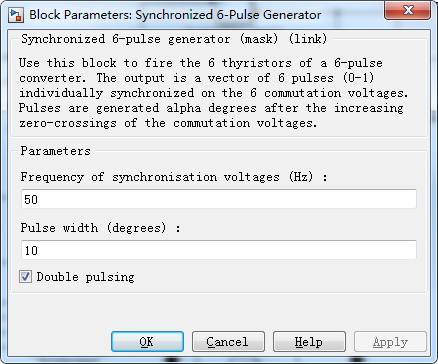 Block Parameters: Synchronized 6-Pulse Generator
Synchronized 6-pulse generator (mask) (link)
Use this block to fire the 6 thyristors of a 6-pulse
converter. The output is a vector of 6 pulses (0-1)
individually synchronized on the 6 commutation voltages.
Pulses are generated alpha degrees after the increasing
zero-crossings of the commutation voltages.
Parameters
Frequency of synchronisation voltages (Hz) :
50
Pulse width (degrees) :
10
Double pulsing
OK Cancel Help Apply